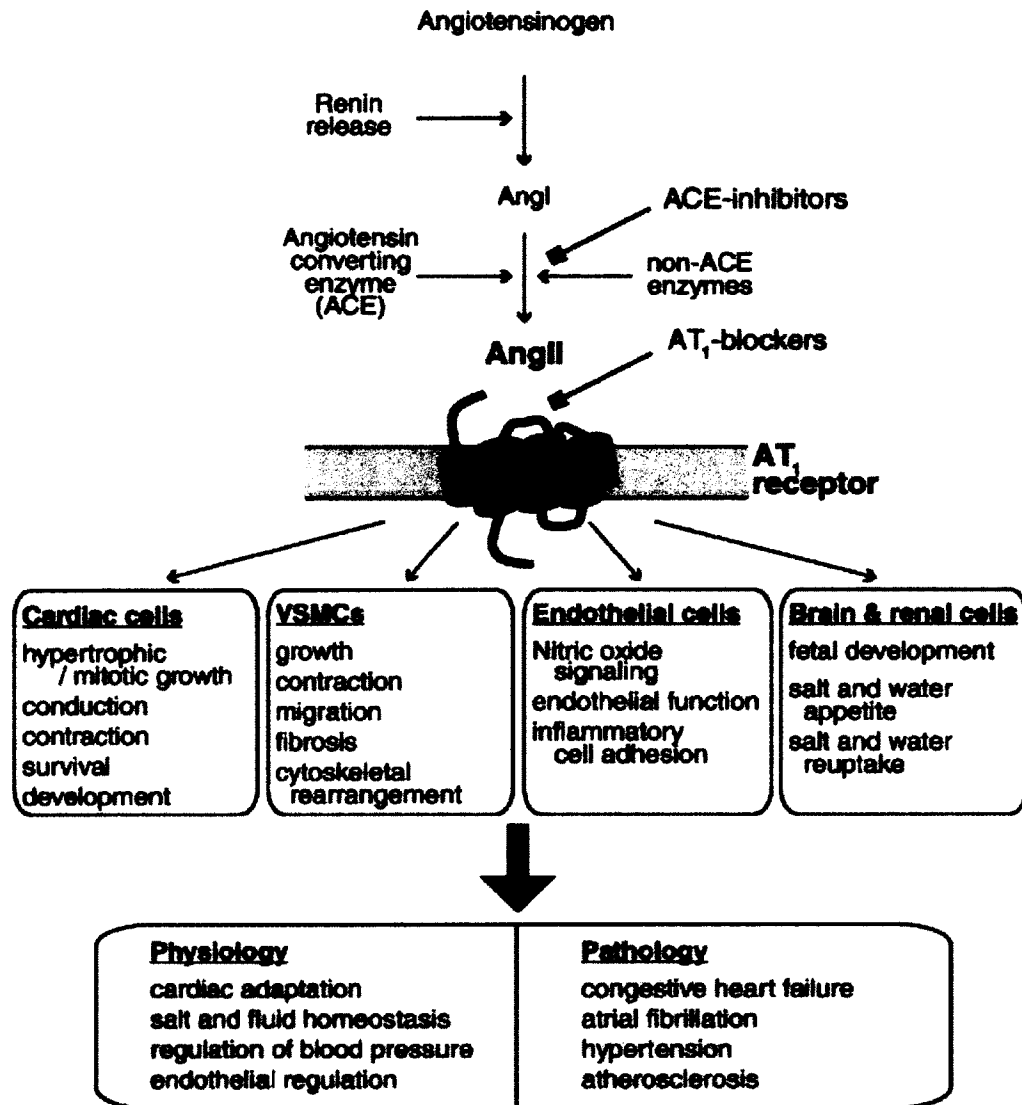 Angiotensinogen
Renin
release
AngI
ACE-inhibitors
Angiotensin
converting
enzyme
(ACE)
non-ACE
enzymes
AngII
AT₁-blockers
AT₁
receptor
Cardiac cells
hypertrophic
/ mitotic growth
conduction
contraction
survival
development
VSMCs
growth
contraction
migration
fibrosis
cytoskeletal
rearrangement
Endothelial cells
Nitric oxide
signaling
endothelial function
inflammatory
cell adhesion
Brain & renal cells
fetal development
salt and water
appetite
salt and water
reuptake
Physiology
cardiac adaptation
salt and fluid homeostasis
regulation of blood pressure
endothelial regulation
Pathology
congestive heart failure
atrial fibrillation
hypertension
atherosclerosis